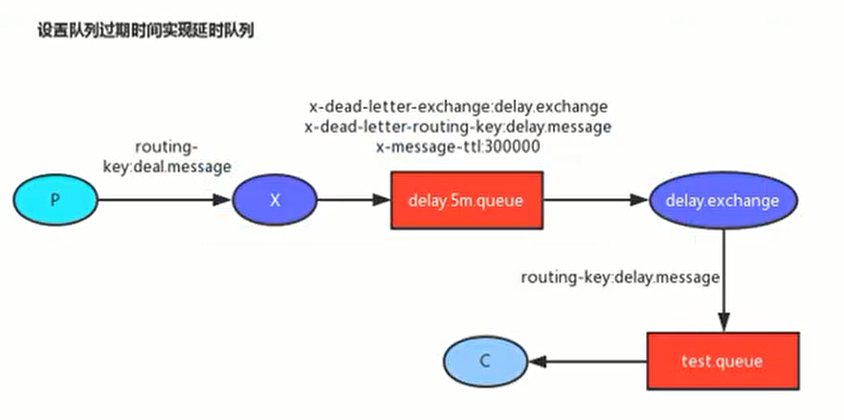 设置队列过期时间实现延时队列
x-dead-letter-exchange:delay.exchange
x-dead-letter-routing-key:delay.message
x-message-ttl:300000
routing-
key:deal.message
P
X
delay.5m.queue
delay.exchange
routing-key:delay.message
C
test.queue